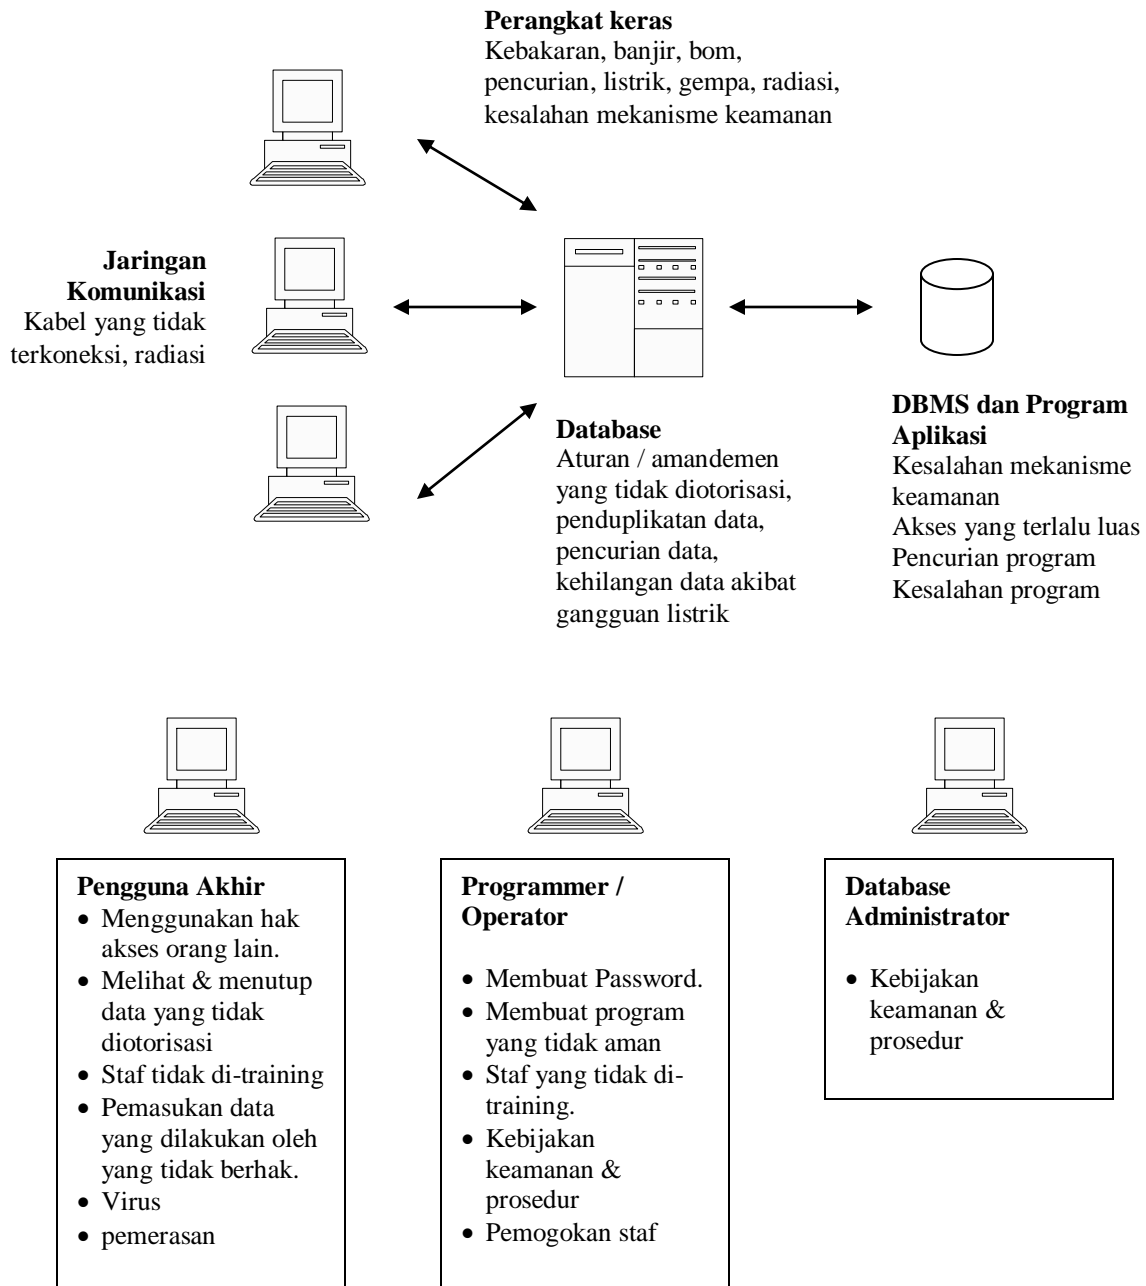 Perangkat keras
Kebakaran, banjir, bom,
pencurian, listrik, gempa, radiasi,
kesalahan mekanisme keamanan
Jaringan
Komunikasi
Kabel yang tidak
terkoneksi, radiasi
Database
Aturan / amandemen
yang tidak diotorisasi,
penduplikatan data,
pencurian data,
kehilangan data akibat
gangguan listrik
DBMS dan Program
Aplikasi
Kesalahan mekanisme
keamanan
Akses yang terlalu luas
Pencurian program
Kesalahan program
Pengguna Akhir
• Menggunakan hak
akses orang lain.
• Melihat & menutup
data yang tidak
diotorisasi
• Staf tidak di-training
• Pemasukan data
yang dilakukan oleh
yang tidak berhak.
• Virus
• pemerasan
Programmer /
Operator
• Membuat Password.
• Membuat program
yang tidak aman
• Staf yang tidak di-
training.
• Kebijakan
keamanan &
prosedur
• Pemogokan staf
Database
Administrator
• Kebijakan
keamanan &
prosedur